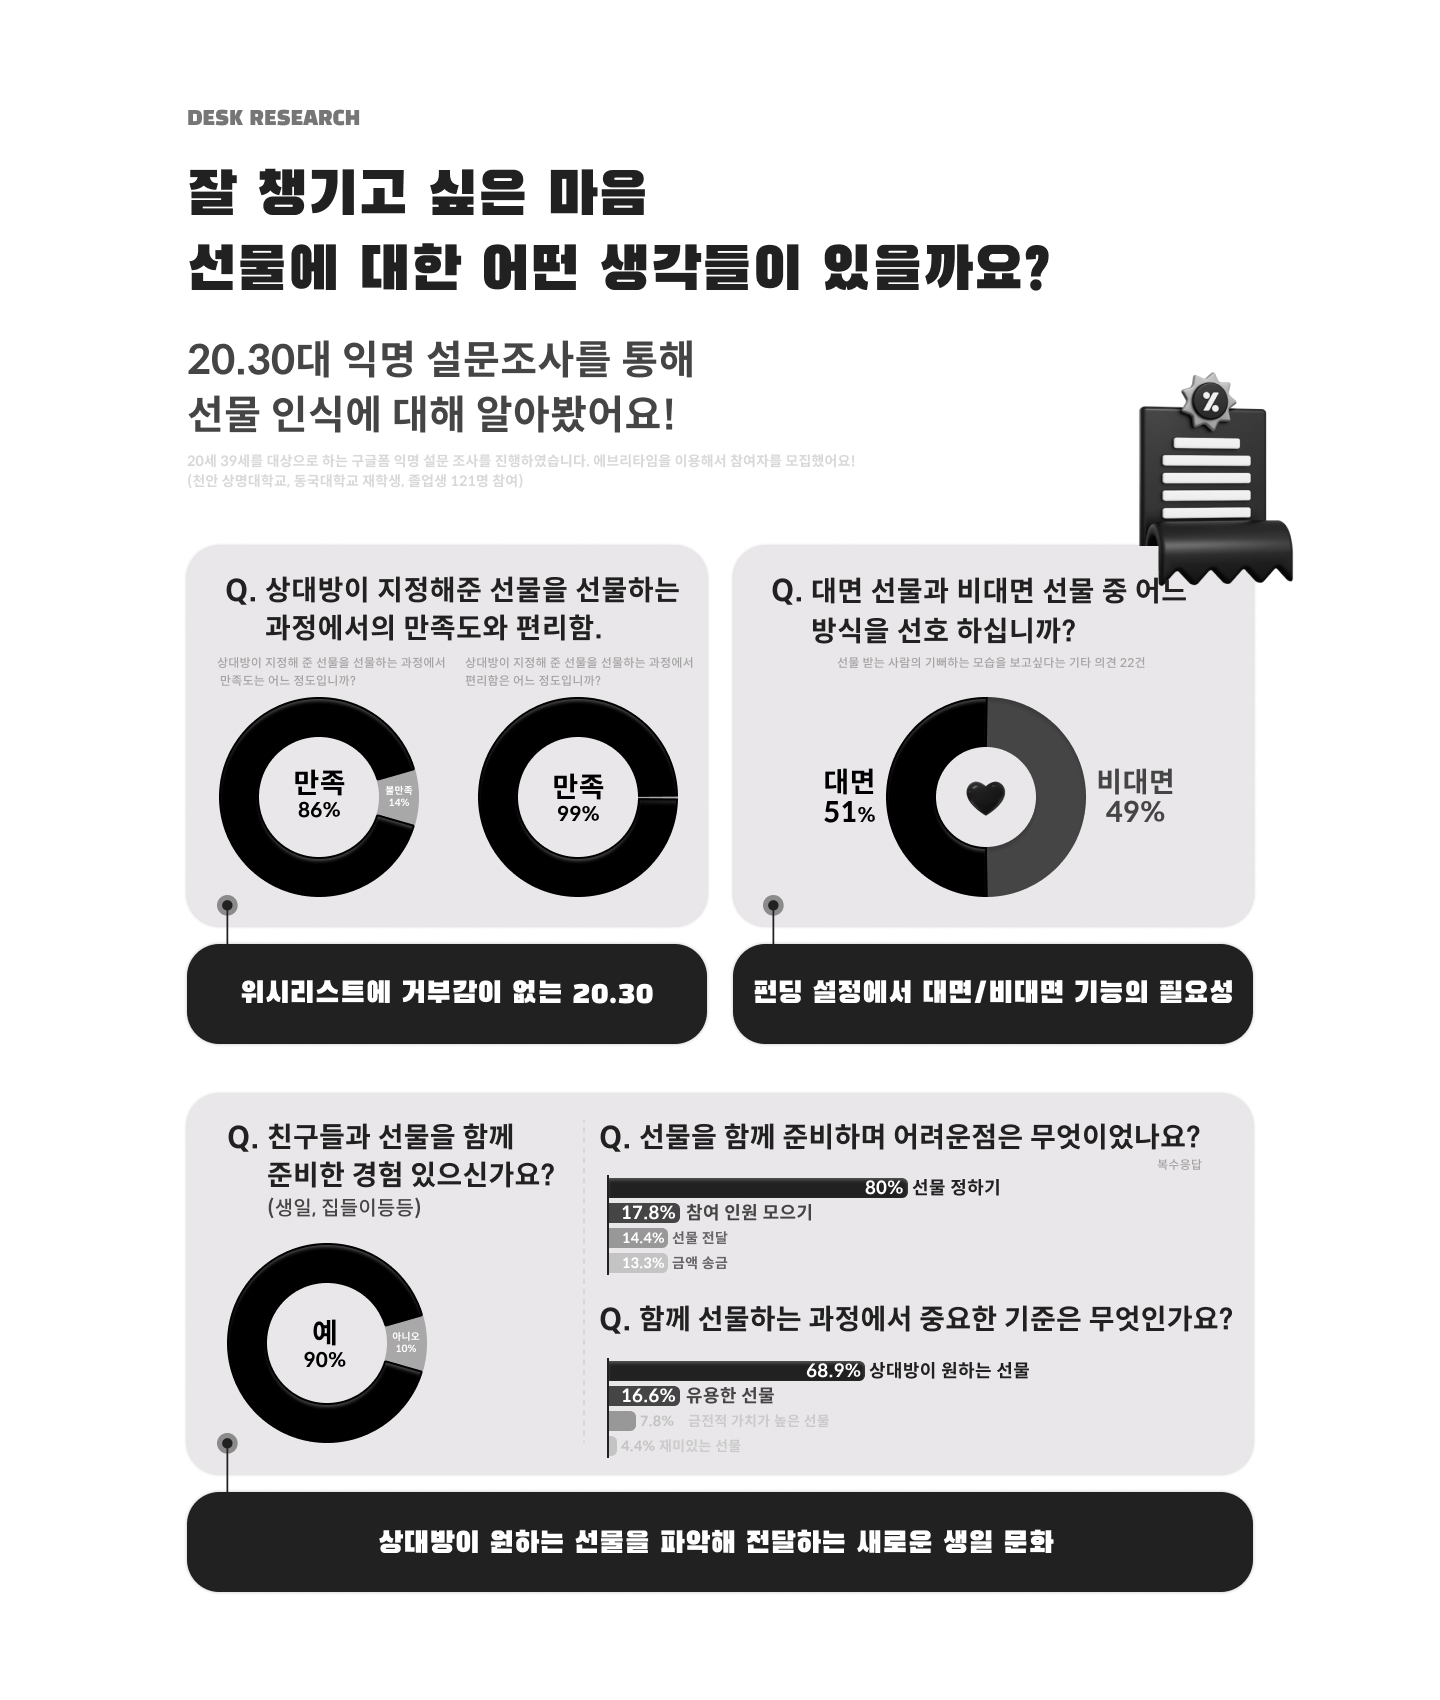 DESK RESEARCH
잘 챙기고 싶은 마음
선물에 대한 어떤 생각들이 있을까요?
20.30대 익명 설문조사를 통해
선물 인식에 대해 알아봤어요!
20세 39세를 대상으로 하는 구글폼 익명 설문 조사를 진행하였습니다. 에브리타임을 이용해서 참여자를 모집했어요!
(천안 상명대학교, 동국대학교 재학생, 졸업생 121명 참여)
%
Q. 상대방이 지정해준 선물을 선물하는
과정에서의 만족도와 편리함.
상대방이 지정해 준 선물을 선물하는 과정에서
만족도는 어느 정도입니까?
상대방이 지정해 준 선물을 선물하는 과정에서
편리함은 어느 정도입니까?
만족
86%
불만족
14%
만족
99%
Q. 대면 선물과 비대면 선물 중 어느
방식을 선호 하십니까?
선물 받는 사람의 기뻐하는 모습을 보고싶다는 기타 의견 22건
대면
51%
비대면
49%
위시리스트에 거부감이 없는 20.30
펀딩 설정에서 대면/비대면 기능의 필요성
Q. 친구들과 선물을 함께
준비한 경험 있으신가요?
(생일, 집들이등등)
예
90%
아니오
10%
Q. 선물을 함께 준비하며 어려운점은 무엇이었나요?
복수응답
80% 선물 정하기
17.8% 참여 인원 모으기
14.4% 선물 전달
13.3% 금액 송금
Q. 함께 선물하는 과정에서 중요한 기준은 무엇인가요?
68.9% 상대방이 원하는 선물
16.6% 유용한 선물
7.8% 금전적 가치가 높은 선물
4.4% 재미있는 선물
상대방이 원하는 선물을 파악해 전달하는 새로운 생일 문화